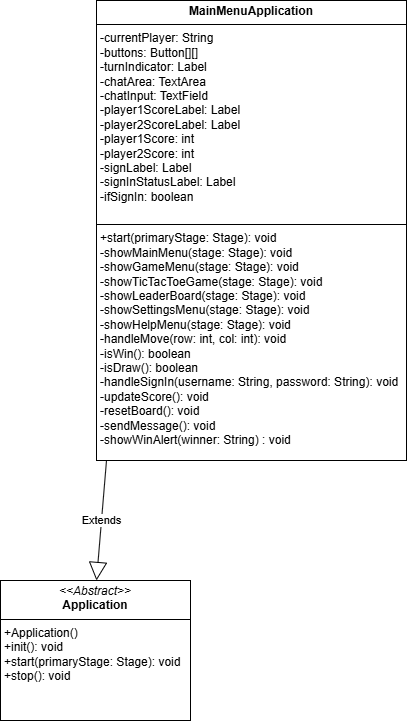 MainMenuApplication
-currentPlayer: String
-buttons: Button[][]
-turnIndicator: Label
-chatArea: TextArea
-chatInput: TextField
-player1ScoreLabel: Label
-player2ScoreLabel: Label
-player1Score: int
-player2Score: int
-signLabel: Label
-signInStatusLabel: Label
-ifSignIn: boolean
+start(primaryStage: Stage): void
-showMainMenu(stage: Stage): void
-showGameMenu(stage: Stage): void
-showTicTacToeGame(stage: Stage): void
-showLeaderBoard(stage: Stage): void
-showSettingsMenu(stage: Stage): void
-showHelpMenu(stage: Stage): void
-handleMove(row: int, col: int): void
-isWin(): boolean
-isDraw(): boolean
-handleSignIn(username: String, password: String): void
-updateScore(): void
-resetBoard(): void
-sendMessage(): void
-showWinAlert(winner: String) : void
Extends
<<Abstract>>
Application
+Application()
+init(): void
+start(primaryStage: Stage): void
+stop(): void